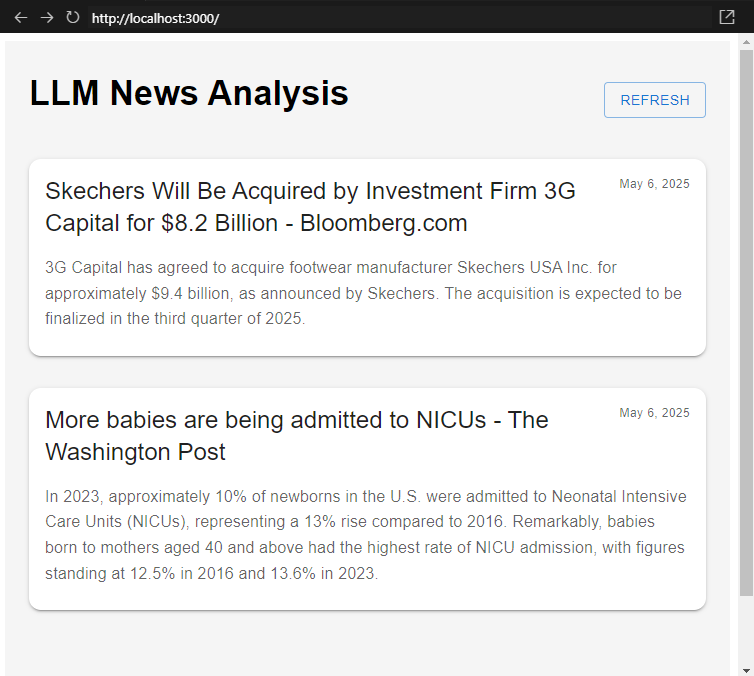 http://localhost:3000/
LLM News Analysis
REFRESH
Skechers Will Be Acquired by Investment Firm 3G
Capital for $8.2 Billion - Bloomberg.com
May 6, 2025
3G Capital has agreed to acquire footwear manufacturer Skechers USA Inc. for
approximately $9.4 billion, as announced by Skechers. The acquisition is expected to be
finalized in the third quarter of 2025.
More babies are being admitted to NICUs - The
Washington Post
May 6, 2025
In 2023, approximately 10% of newborns in the U.S. were admitted to Neonatal Intensive
Care Units (NICUs), representing a 13% rise compared to 2016. Remarkably, babies
born to mothers aged 40 and above had the highest rate of NICU admission, with figures
standing at 12.5% in 2016 and 13.6% in 2023.